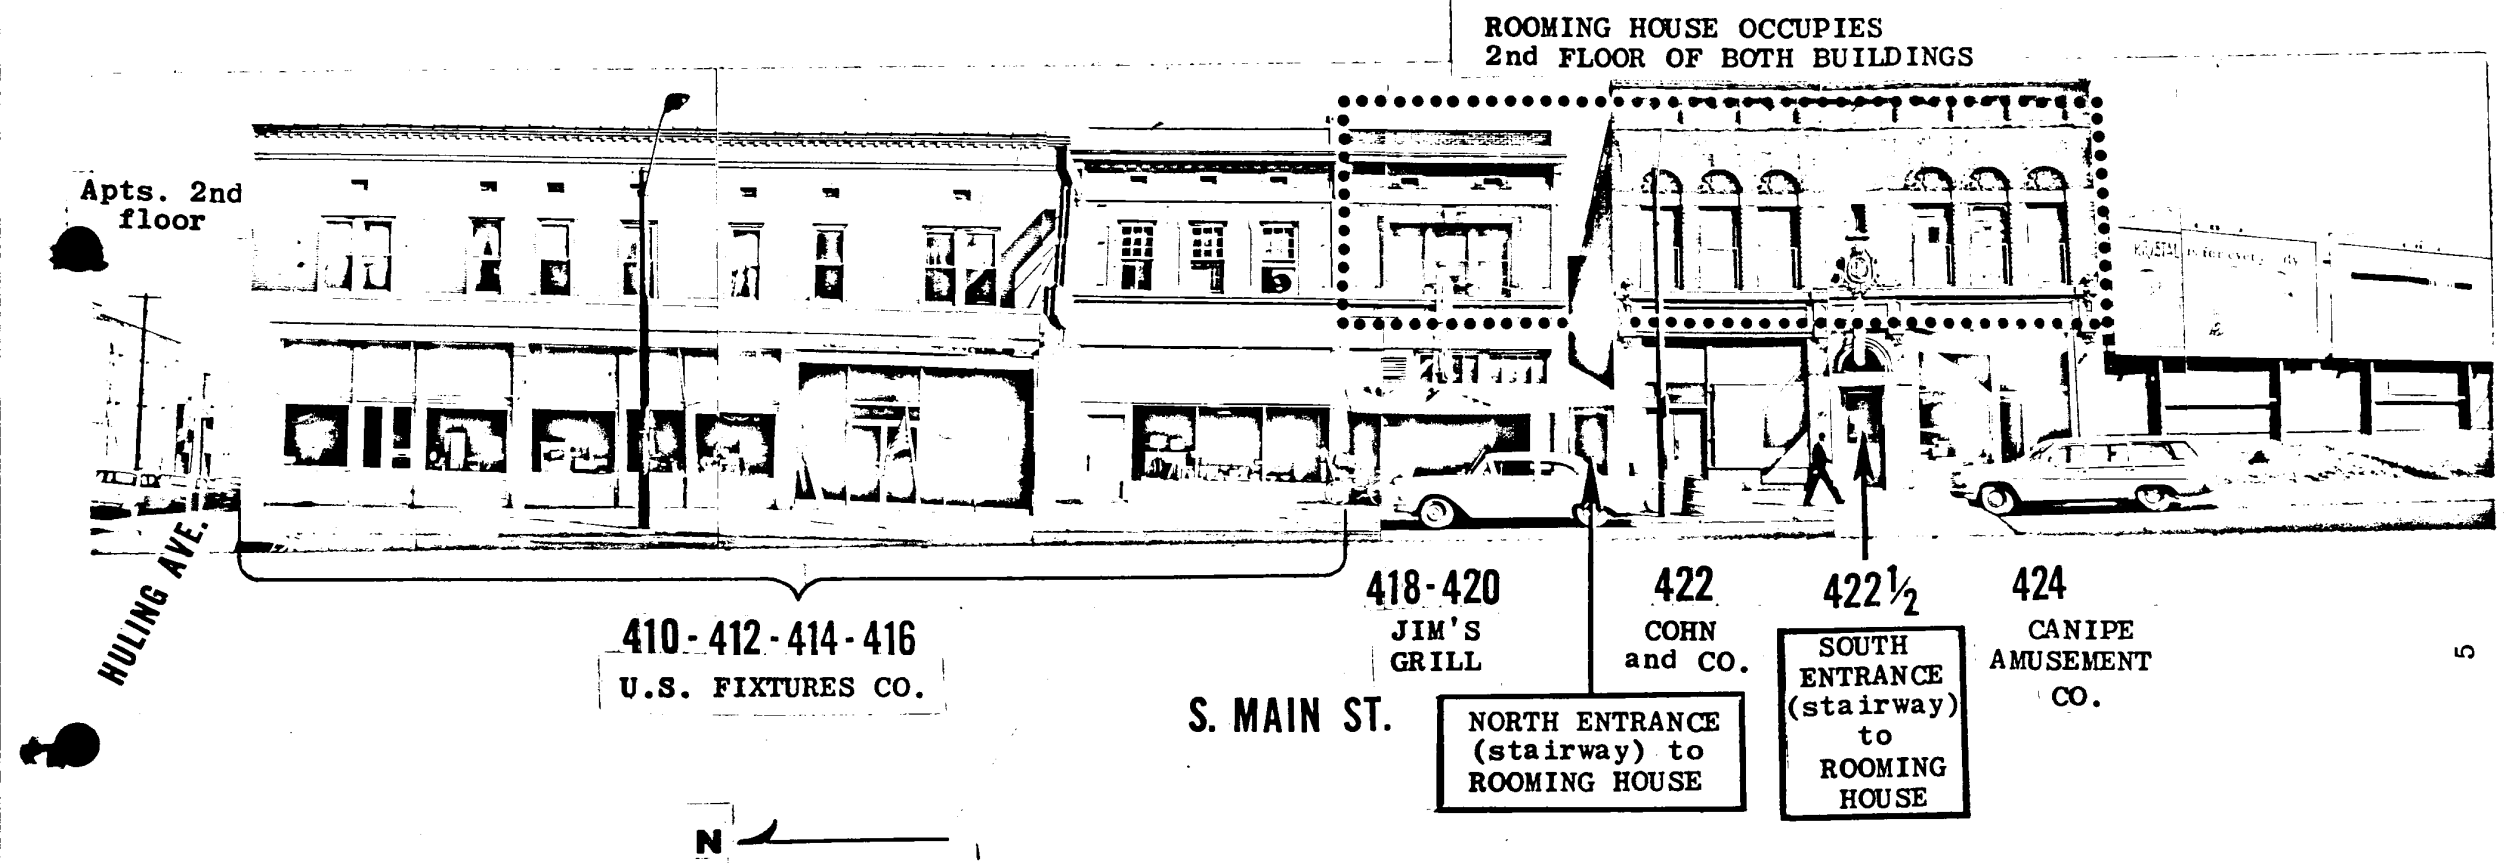 ROOMING HOUSE OCCUPIES
2nd FLOOR OF BOTH BUILDINGS
Apts. 2nd
floor
HULING AVE.
410-412-414-416
U.S. FIXTURES CO.
418-420
JIM'S
GRILL
422
COHN
and CO.
422½
SOUTH
ENTRANCE
(stairway)
to
ROOMING
HOUSE
424
CANIPE
AMUSEMENT
CO.
S. MAIN ST.
NORTH ENTRANCE
(stairway) to
ROOMING HOUSE
N
5